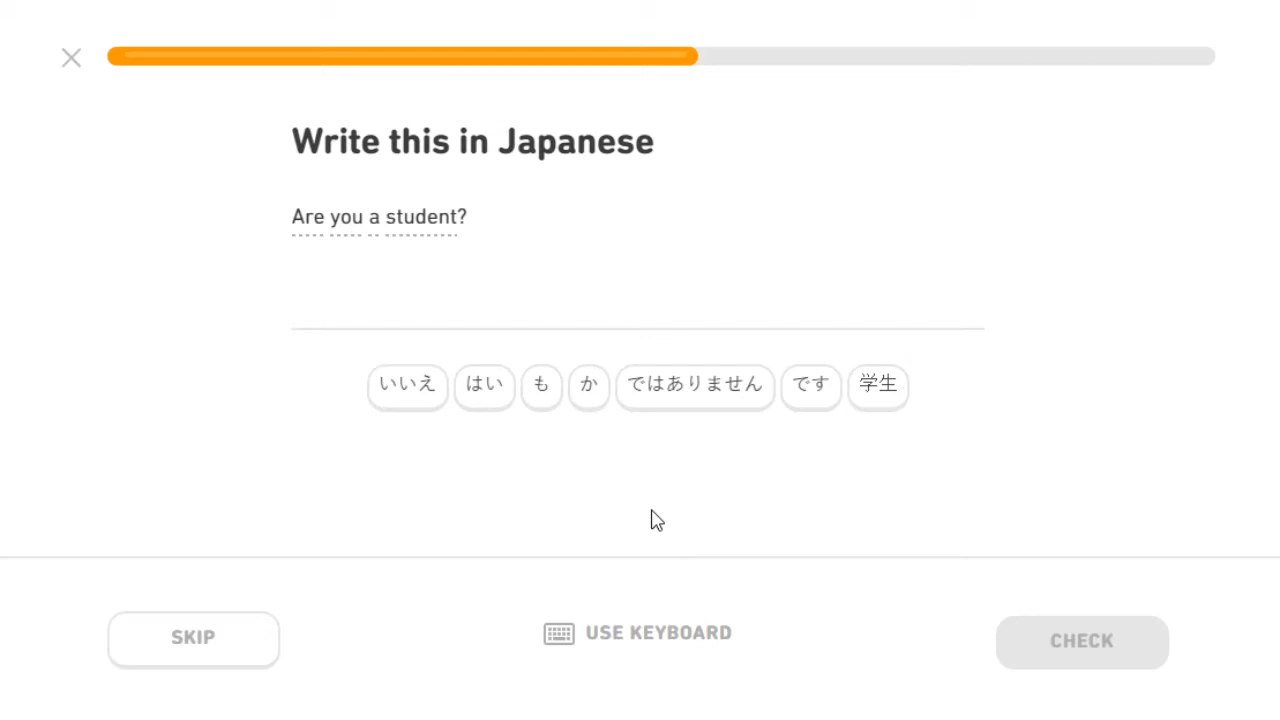 Write this in Japanese
Are you a student?
いいえ はい も か ではありません です 学生
SKIP
USE KEYBOARD
CHECK